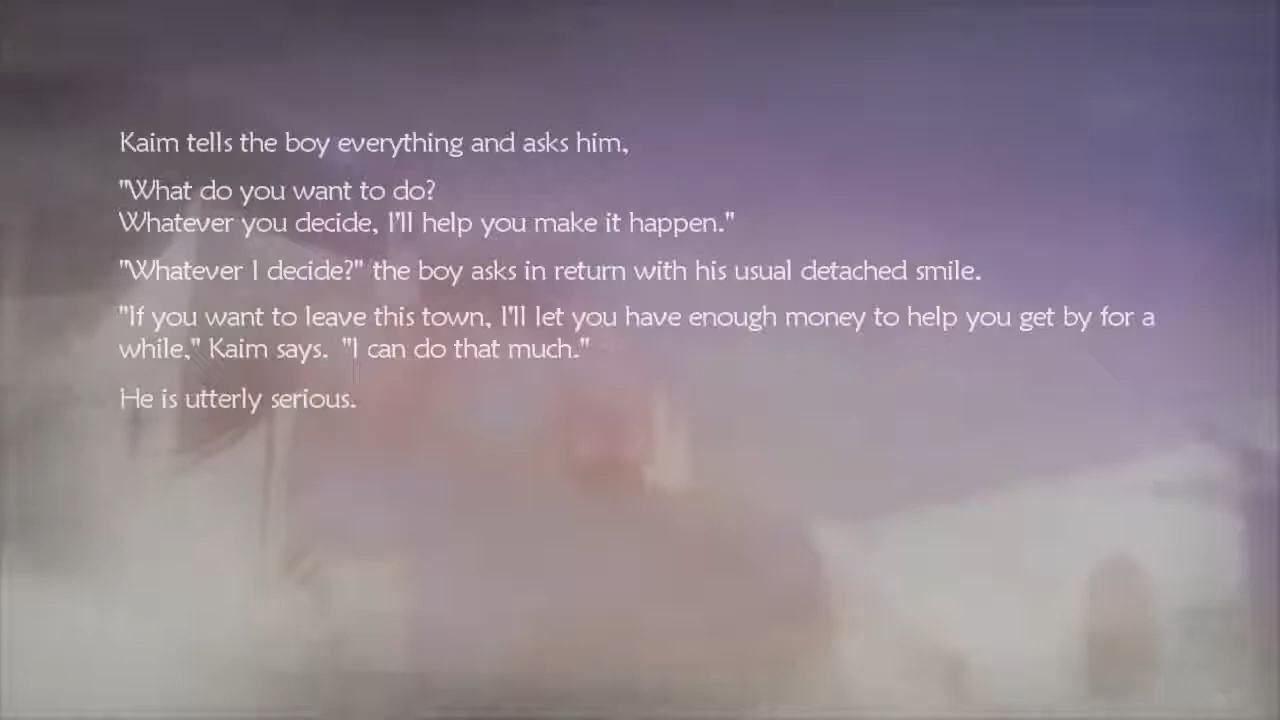 Kaim tells the boy everything and asks him,
"What do you want to do?
Whatever you decide, I'll help you make it happen."
"Whatever I decide?" the boy asks in return with his usual detached smile.
"If you want to leave this town, I'll let you have enough money to help you get by for a
while," Kaim says.  "I can do that much."
He is utterly serious.